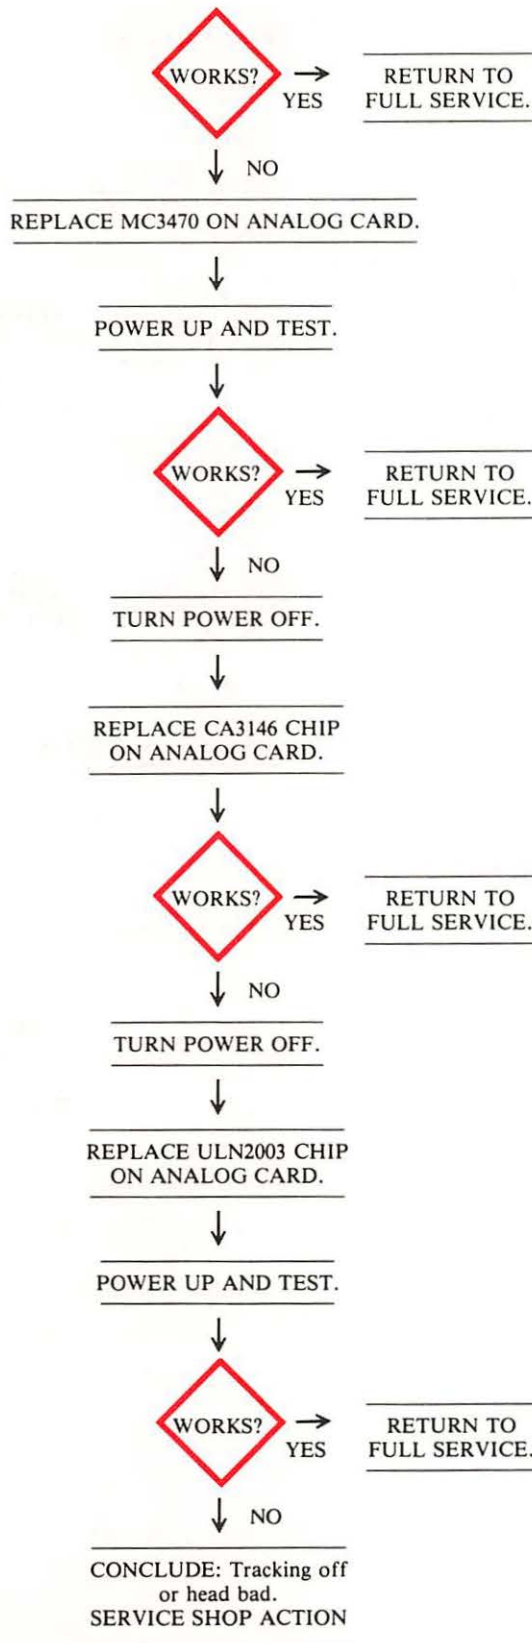 WORKS?
YES
RETURN TO
FULL SERVICE.
NO
REPLACE MC3470 ON ANALOG CARD.
POWER UP AND TEST.
WORKS?
YES
RETURN TO
FULL SERVICE.
NO
TURN POWER OFF.
REPLACE CA3146 CHIP
ON ANALOG CARD.
WORKS?
YES
RETURN TO
FULL SERVICE.
NO
TURN POWER OFF.
REPLACE ULN2003 CHIP
ON ANALOG CARD.
POWER UP AND TEST.
WORKS?
YES
RETURN TO
FULL SERVICE.
NO
CONCLUDE: Tracking off
or head bad.
SERVICE SHOP ACTION